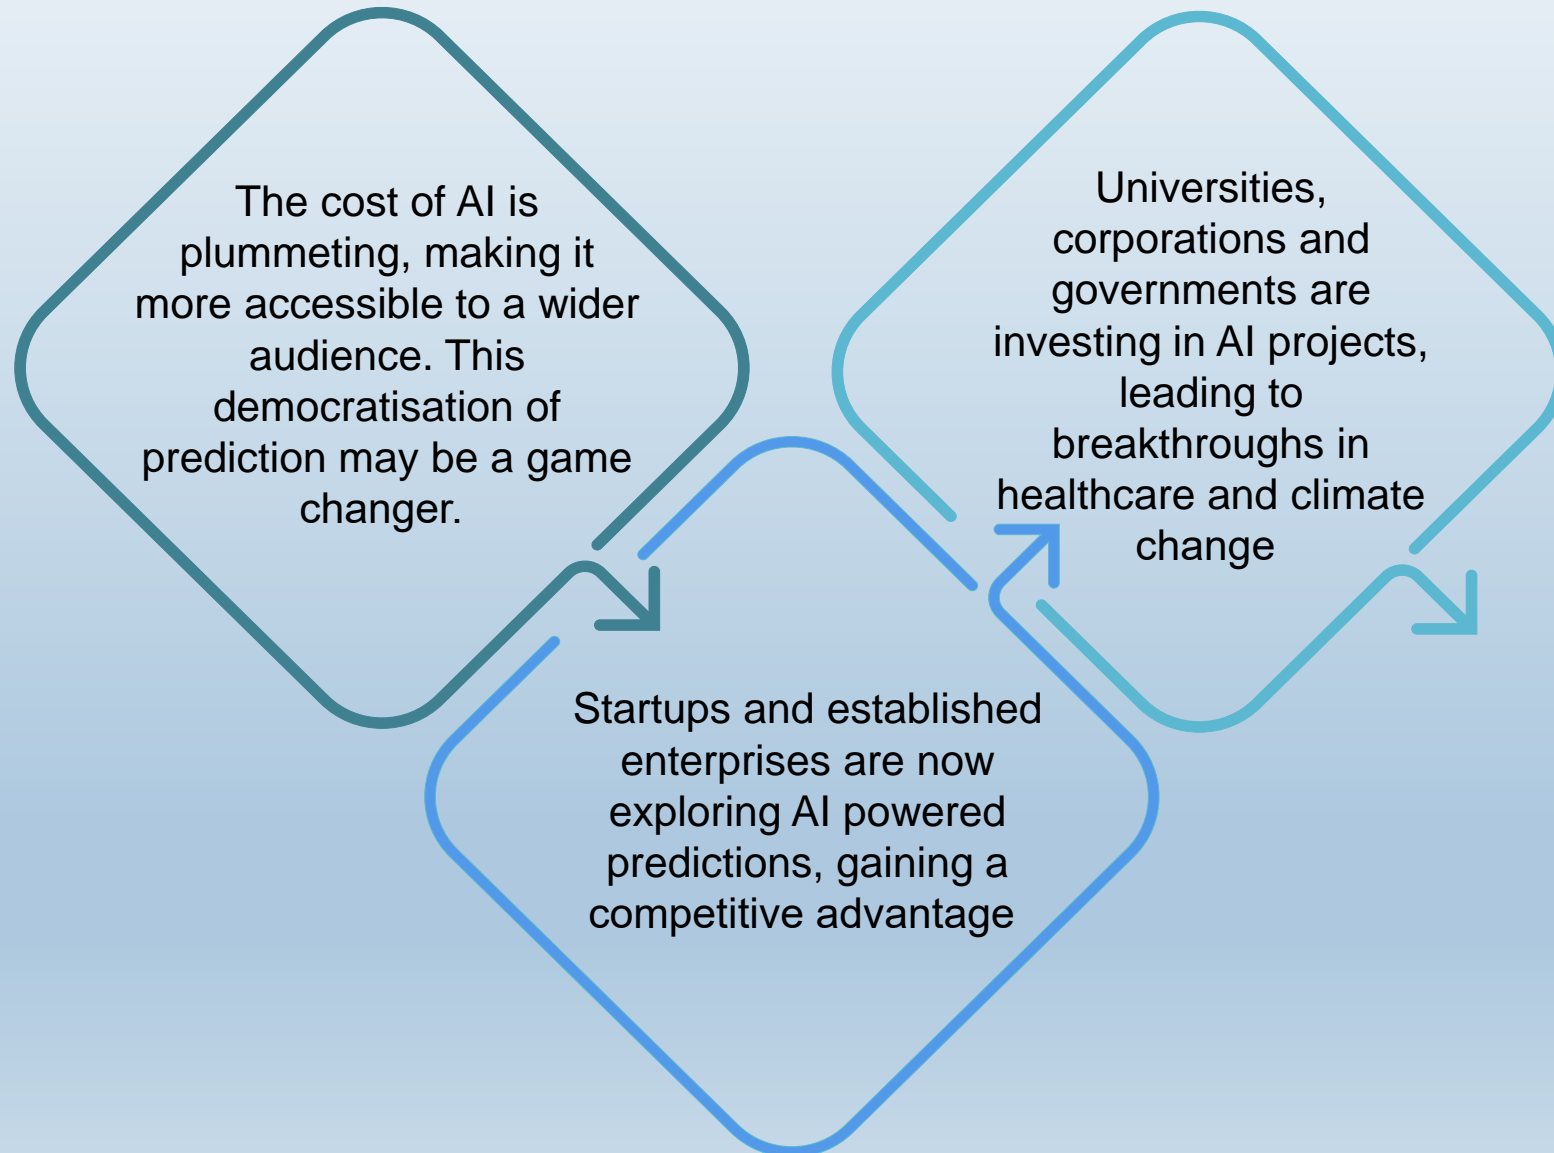 The cost of AI is
plummeting, making it
more accessible to a wider
audience. This
democratisation of
prediction may be a game
changer.
Startups and established
enterprises are now
exploring AI powered
predictions, gaining a
competitive advantage
Universities,
corporations and
governments are
investing in AI projects,
leading to
breakthroughs in
healthcare and climate
change